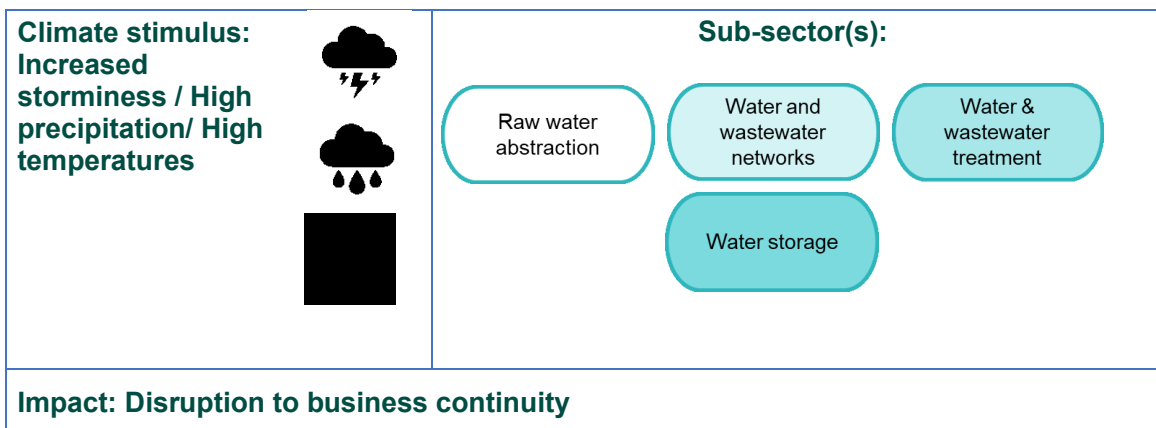 Climate stimulus:
Increased
storminess / High
precipitation/ High
temperatures
Sub-sector(s):
Raw water
abstraction
Water and
wastewater
networks
Water &
wastewater
treatment
Water storage
Impact: Disruption to business continuity